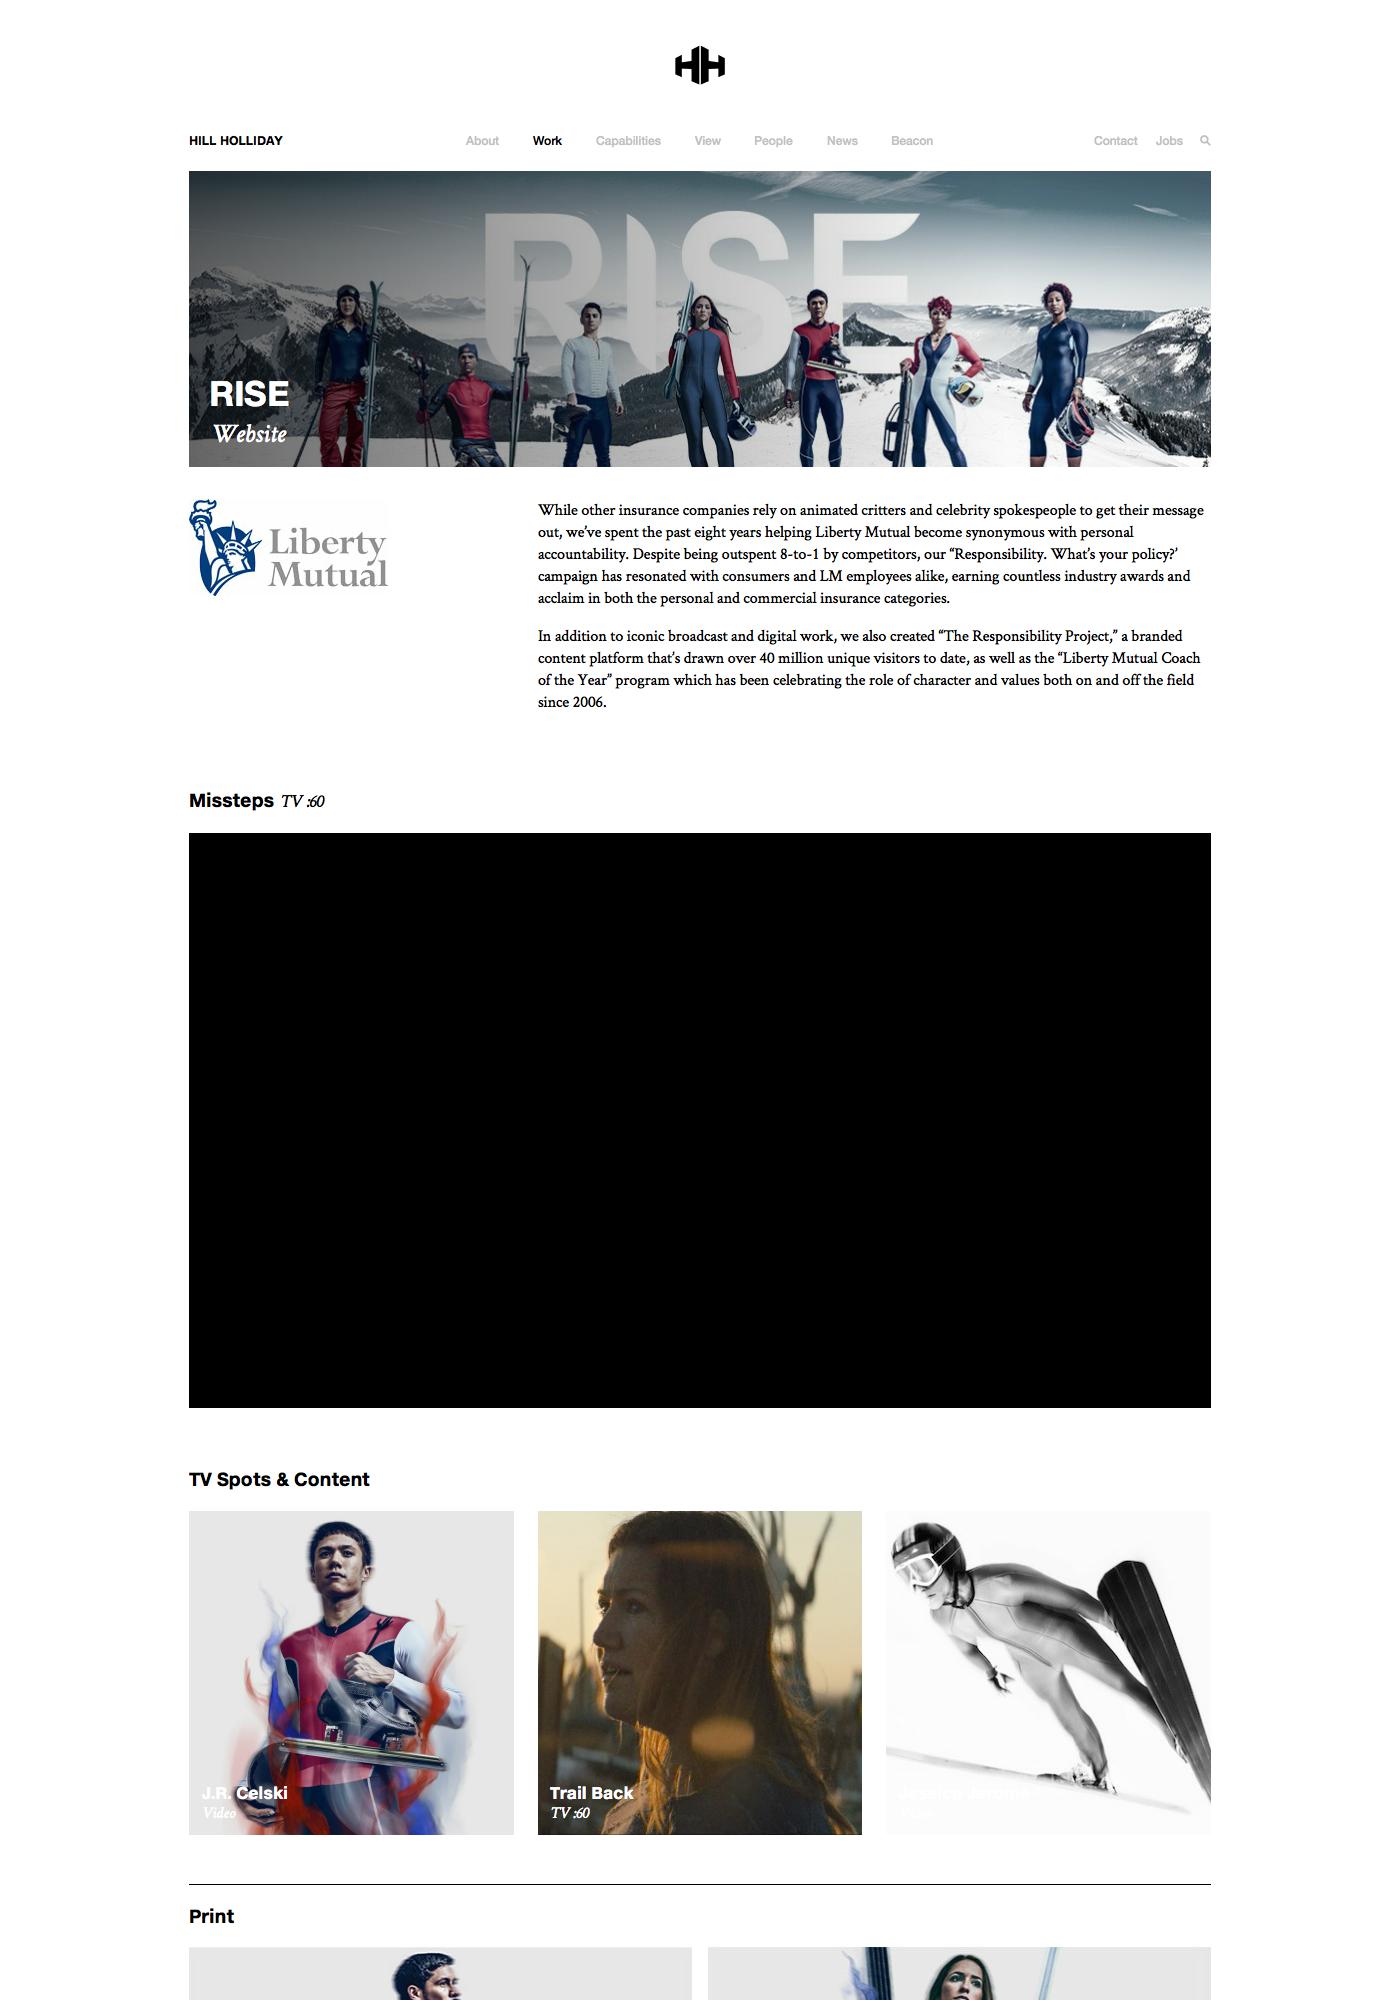 HH
HILL HOLLIDAY
About Work Capabilities View People News Beacon
Contact Jobs
RISE
RISE
Website
Liberty
Mutual
While other insurance companies rely on animated critters and celebrity spokespeople to get their message
out, we’ve spent the past eight years helping Liberty Mutual become synonymous with personal
accountability. Despite being outspent 8-to-1 by competitors, our “Responsibility. What’s your policy?’
campaign has resonated with consumers and LM employees alike, earning countless industry awards and
acclaim in both the personal and commercial insurance categories.
In addition to iconic broadcast and digital work, we also created “The Responsibility Project,” a branded
content platform that’s drawn over 40 million unique visitors to date, as well as the “Liberty Mutual Coach
of the Year” program which has been celebrating the role of character and values both on and off the field
since 2006.
Missteps TV :60
TV Spots & Content
J.R. Celski
Video
Trail Back
TV :60
Print